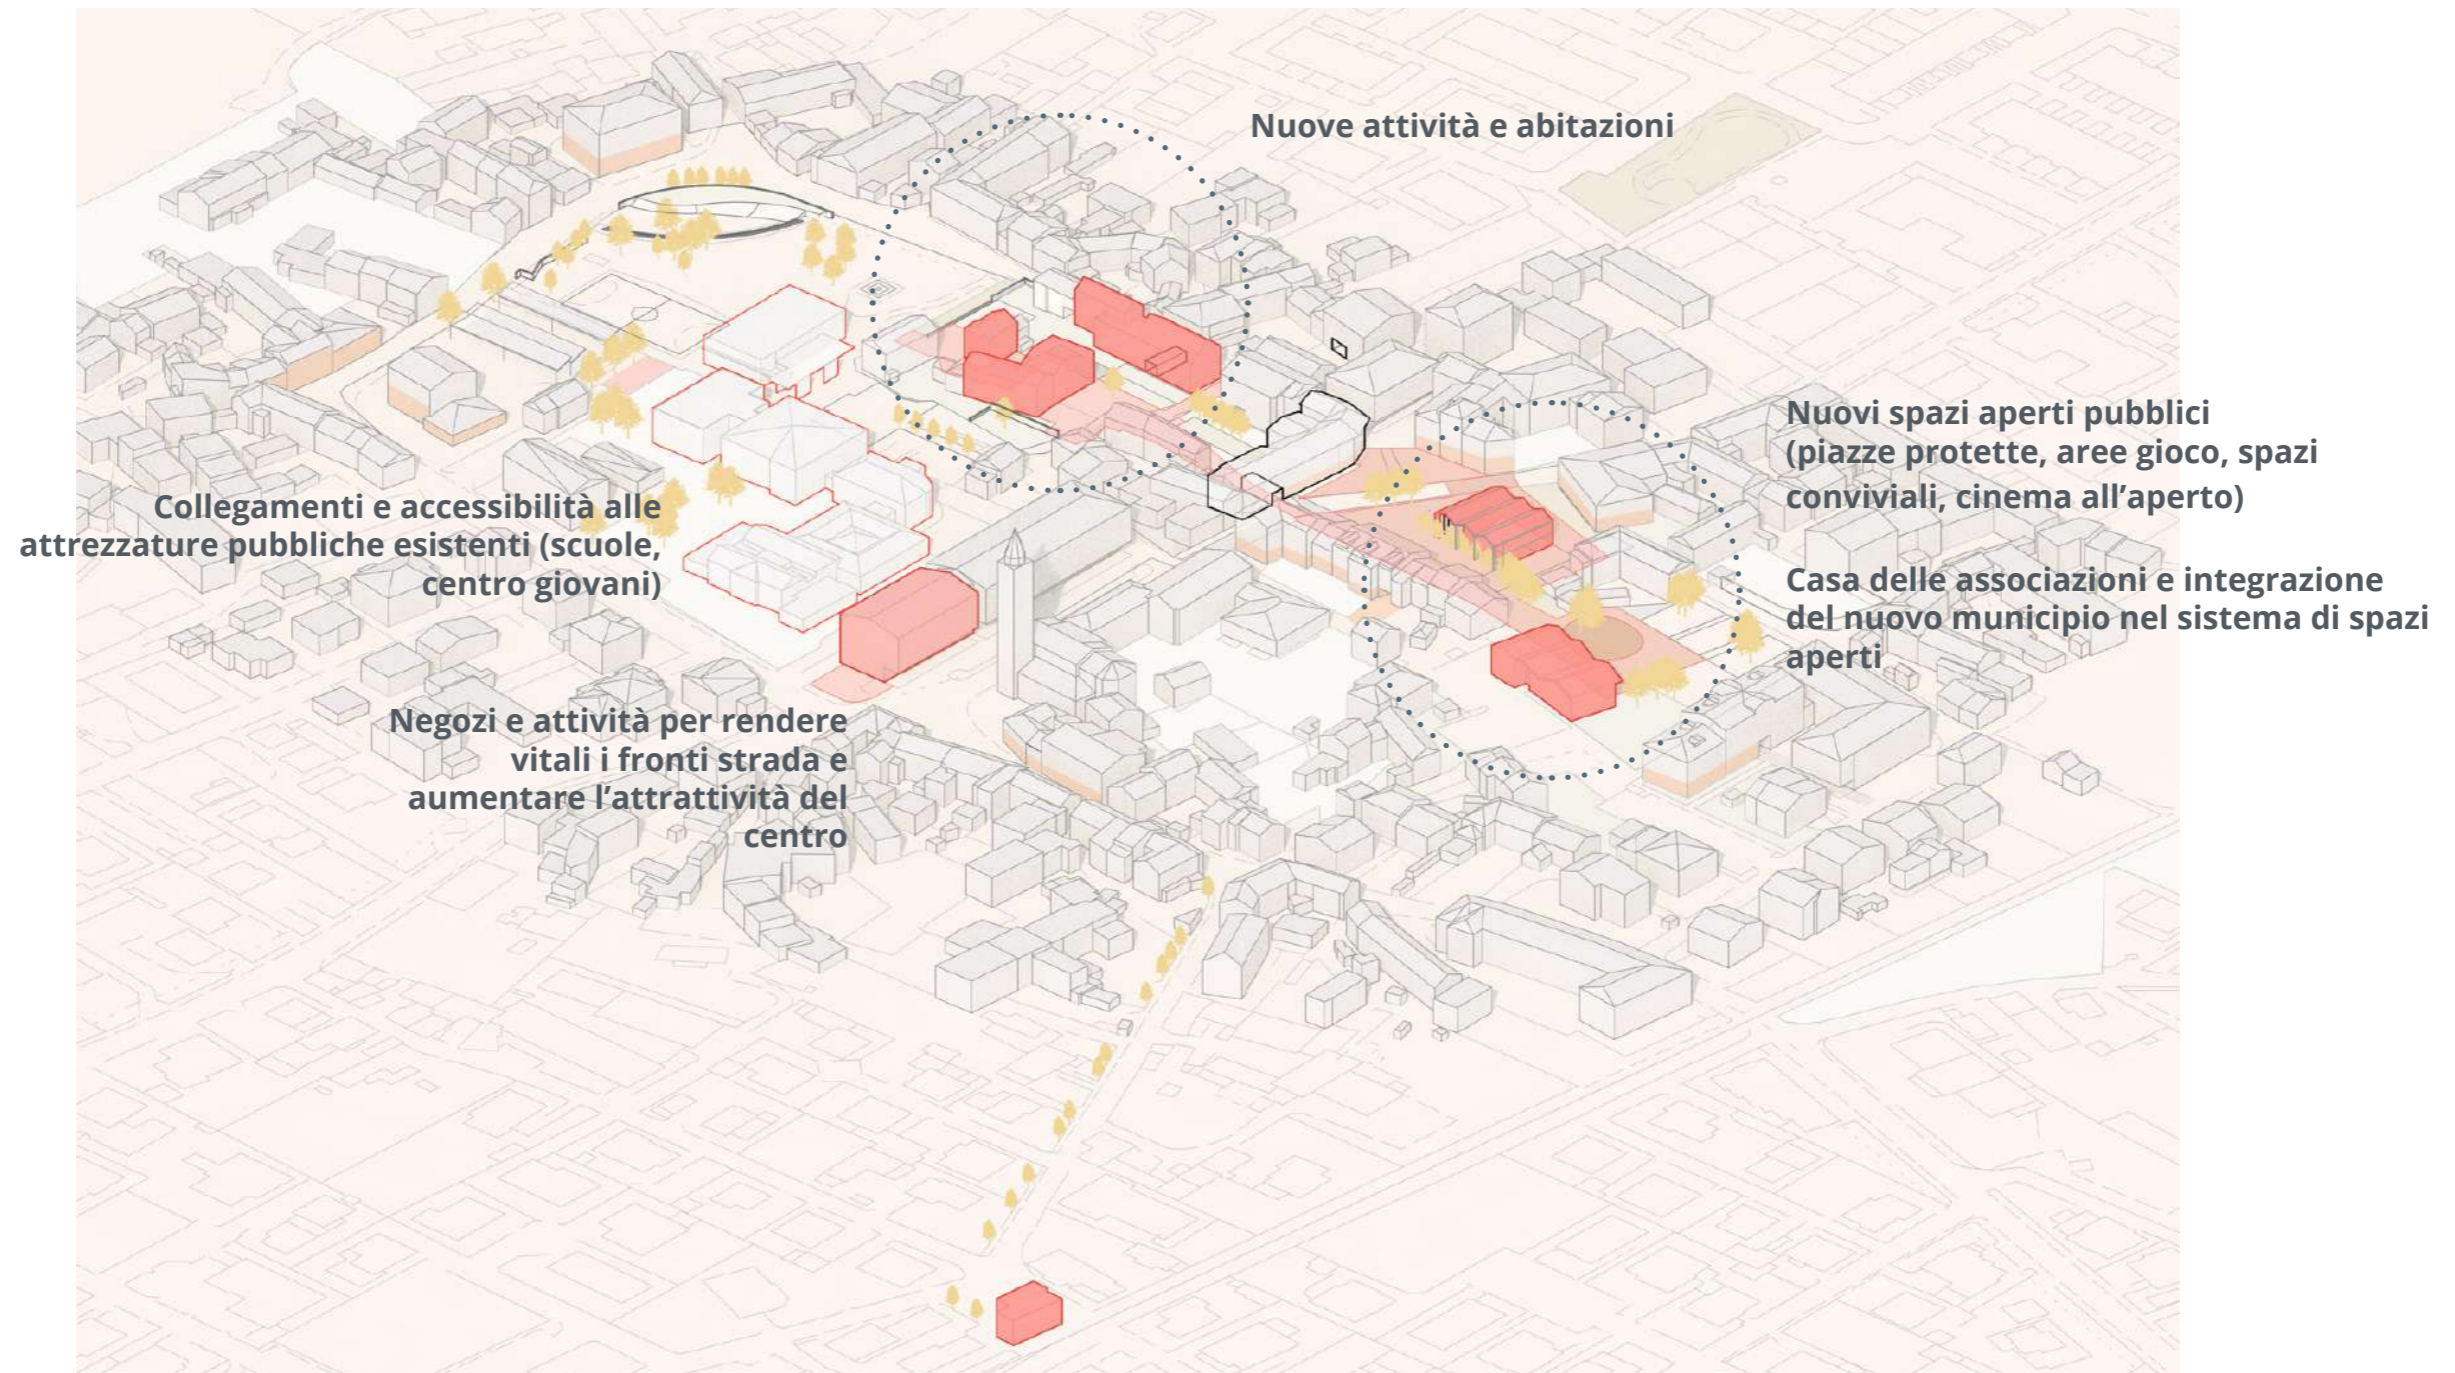 Nuove attività e abitazioni
Nuovi spazi aperti pubblici
(piazze protette, aree gioco, spazi
conviviali, cinema all’aperto)
Collegamenti e accessibilità alle
attrezzature pubbliche esistenti (scuole,
centro giovani)
Casa delle associazioni e integrazione
del nuovo municipio nel sistema di spazi
aperti
Negozi e attività per rendere
vitali i fronti strada e
aumentare l’attrattività del
centro